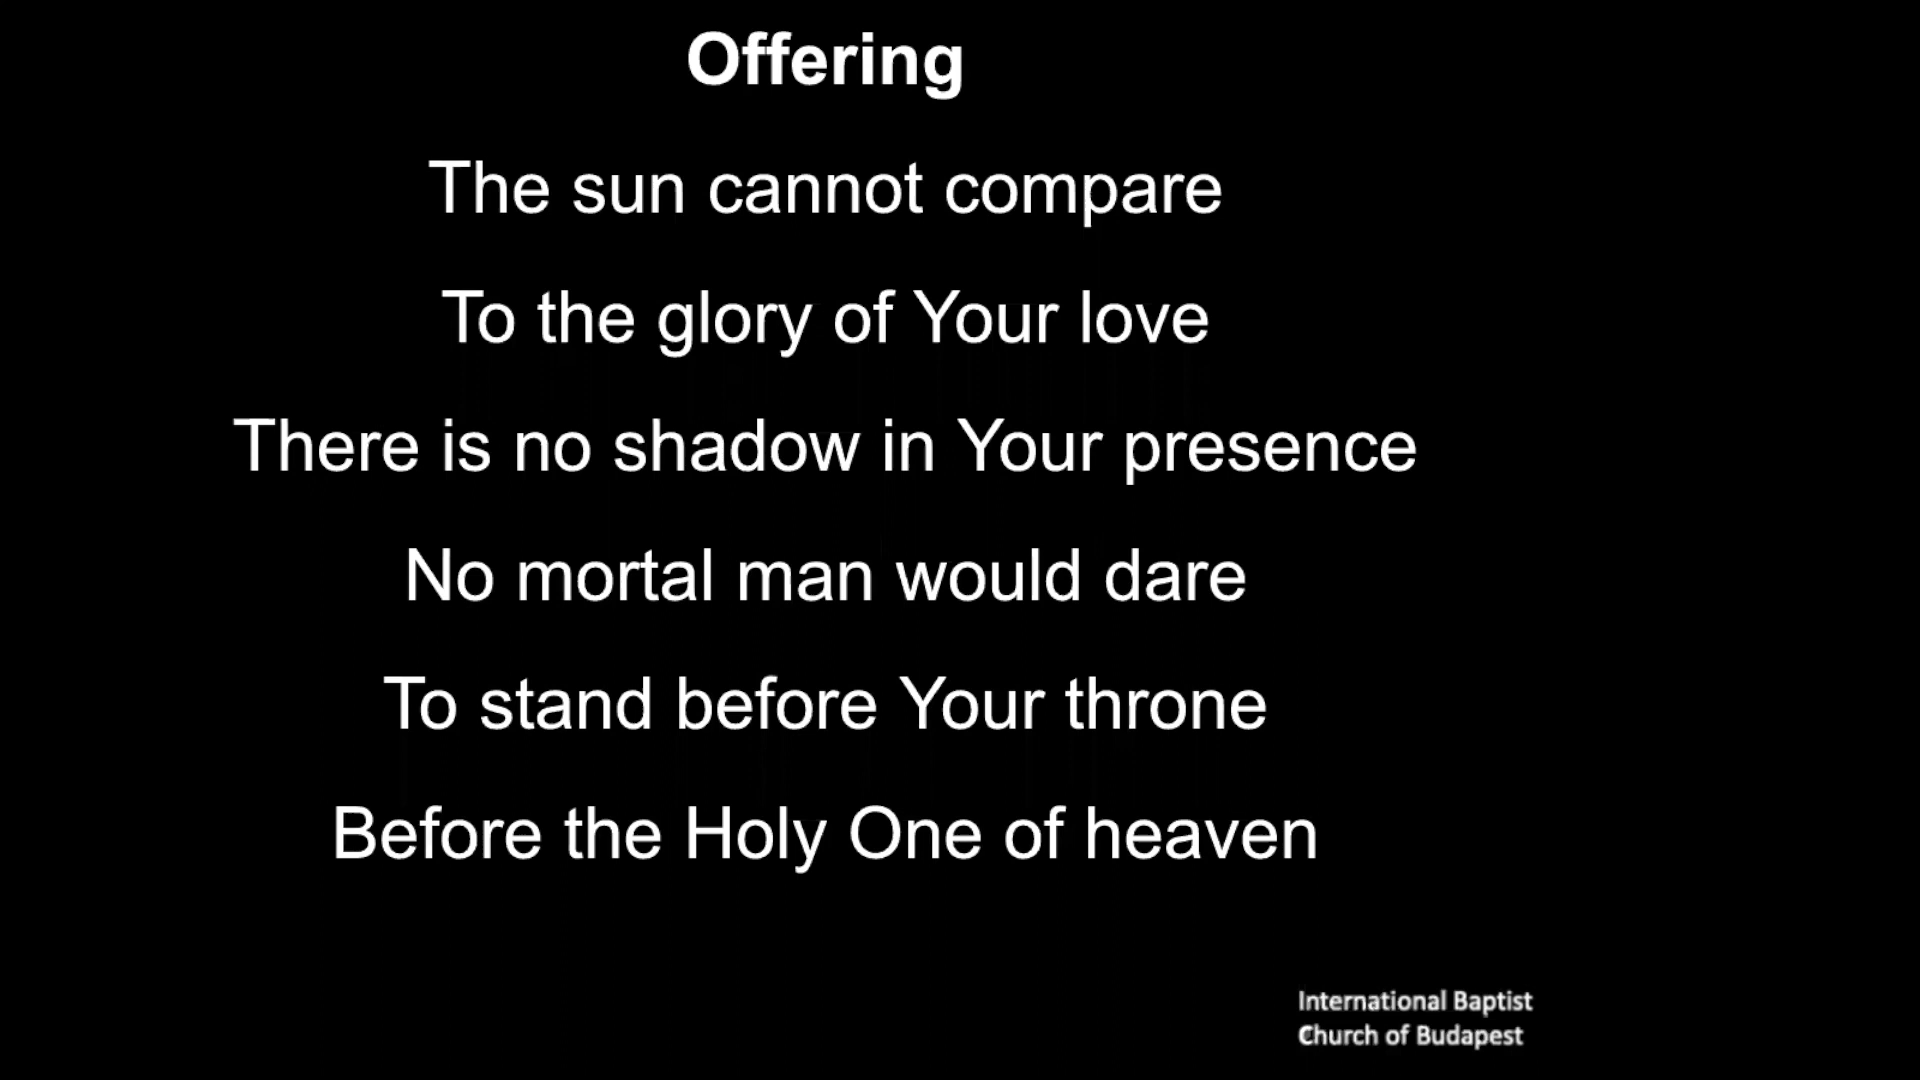 Offering
The sun cannot compare
To the glory of Your love
There is no shadow in Your presence
No mortal man would dare
To stand before Your throne
Before the Holy One of heaven
International Baptist
Church of Budapest